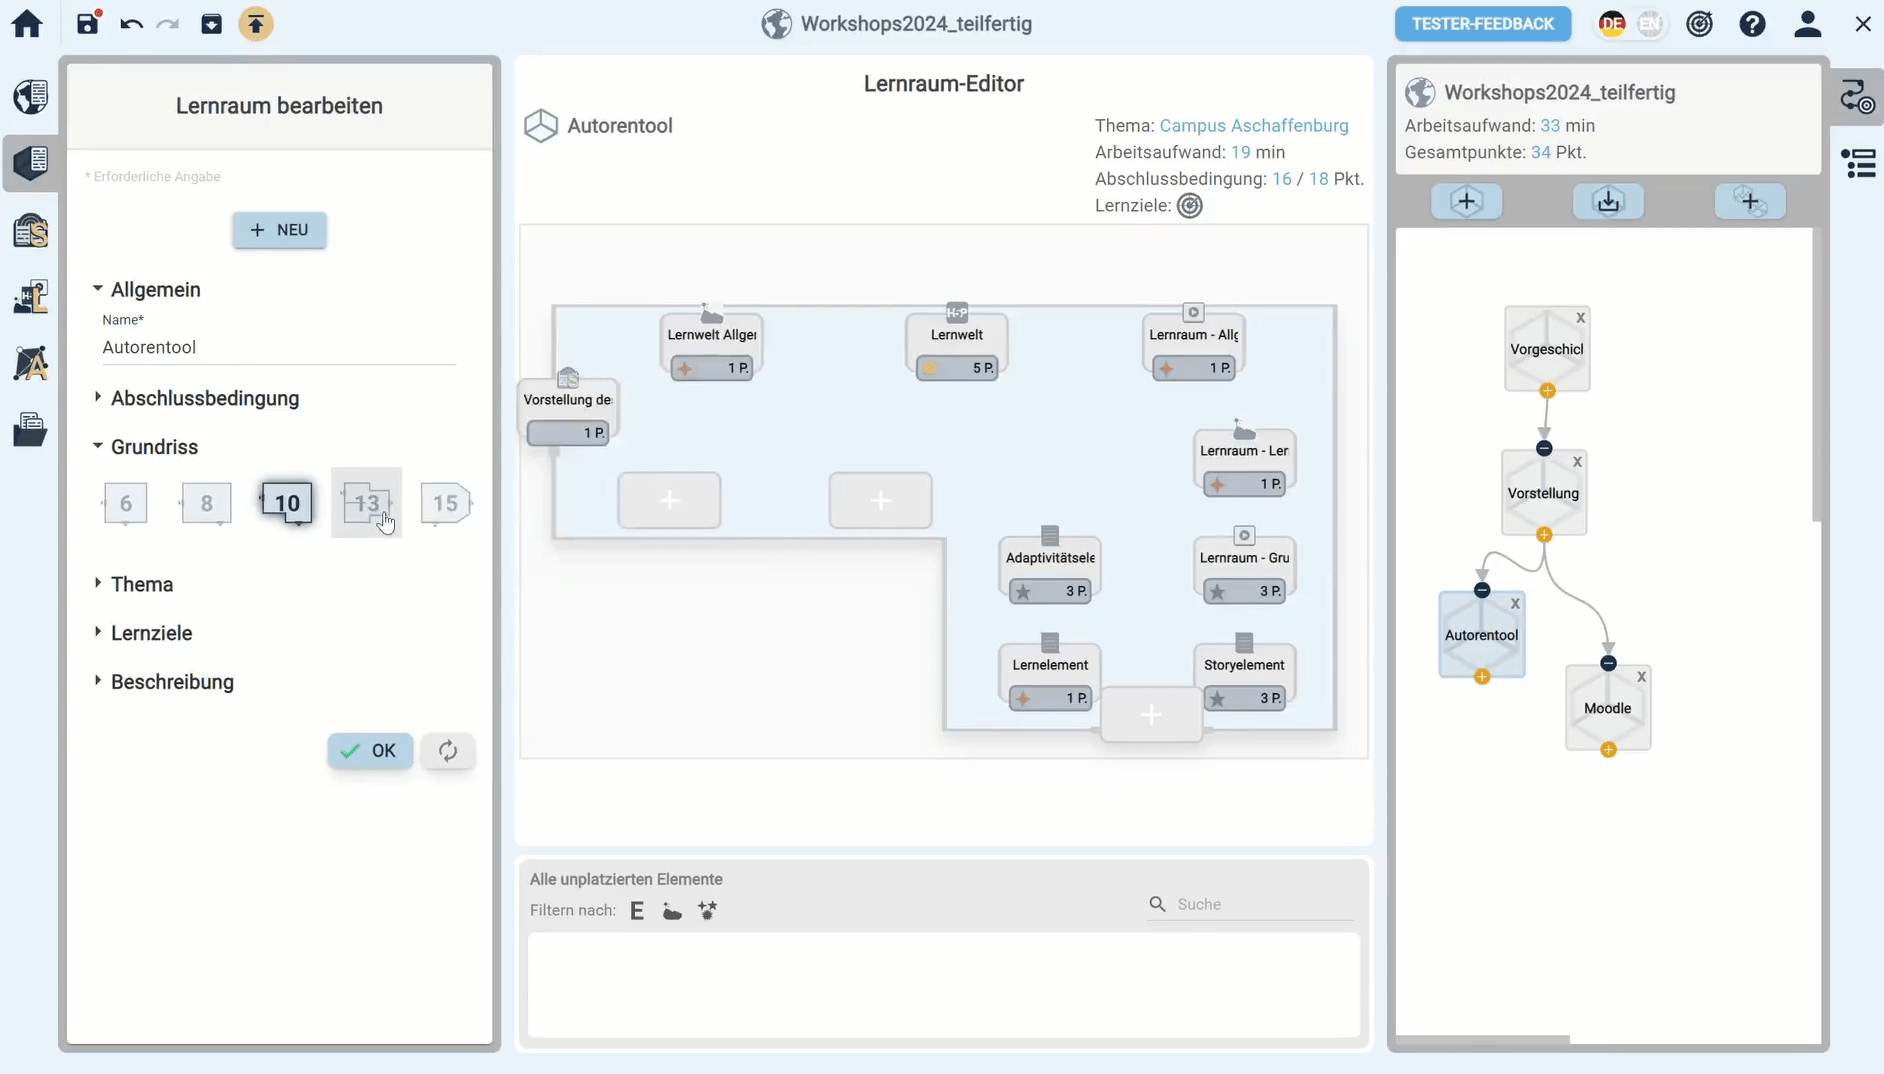 Workshops2024_teilfertig
TESTER-FEEDBACK
DE EN
Lernraum bearbeiten
* Erforderliche Angabe
+ NEU
Allgemein
Name*
Autorentool
Abschlussbedingung
Grundriss
6 8 10 13 15
Thema
Lernziele
Beschreibung
OK
Lernraum-Editor
Autorentool
Thema: Campus Aschaffenburg
Arbeitsaufwand: 19 min
Abschlussbedingung: 16 / 18 Pkt.
Lernziele:
Lernwelt Allger
1 P.
H-P
Lernwelt
5 P.
Lernraum - Allg
1 P.
Vorstellung de
1 P.
Lernraum - Ler
1 P.
Adaptivitätsele
3 P.
Lernraum - Gru
3 P.
Lernelement
1 P.
Storyelement
3 P.
Alle unplatzierten Elemente
Filtern nach: E
Suche
Workshops2024_teilfertig
Arbeitsaufwand: 33 min
Gesamtpunkte: 34 Pkt.
X
Vorgeschicl
X
Vorstellung
X
Autorentool
X
Moodle